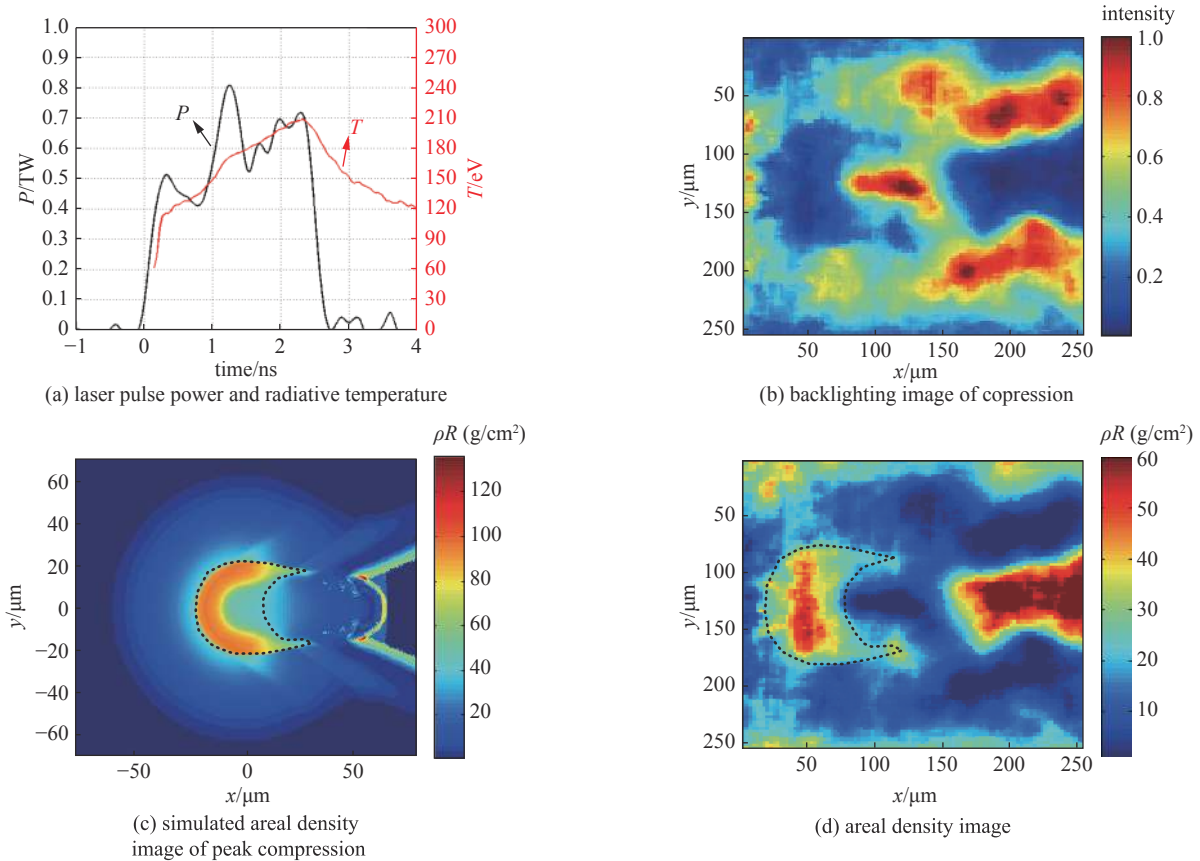 1.0
0.9
0.8
0.7
0.6
0.5
0.4
0.3
0.2
0.1
0
P/TW
P
T
300
270
240
210
180
150
120
90
60
30
0
T/eV
−1 0 1 2 3 4
time/ns
(a) laser pulse power and radiative temperature
intensity
1.0
0.8
0.6
0.4
0.2
50
100
150
200
250
y/μm
50 100 150 200 250
x/μm
(b) backlighting image of copression
ρR (g/cm²)
120
100
80
60
40
20
60
40
20
0
−20
−40
−60
y/μm
−50 0 50
x/μm
(c) simulated areal density
image of peak compression
ρR (g/cm²)
60
50
40
30
20
10
50
100
150
200
250
y/μm
50 100 150 200 250
x/μm
(d) areal density image